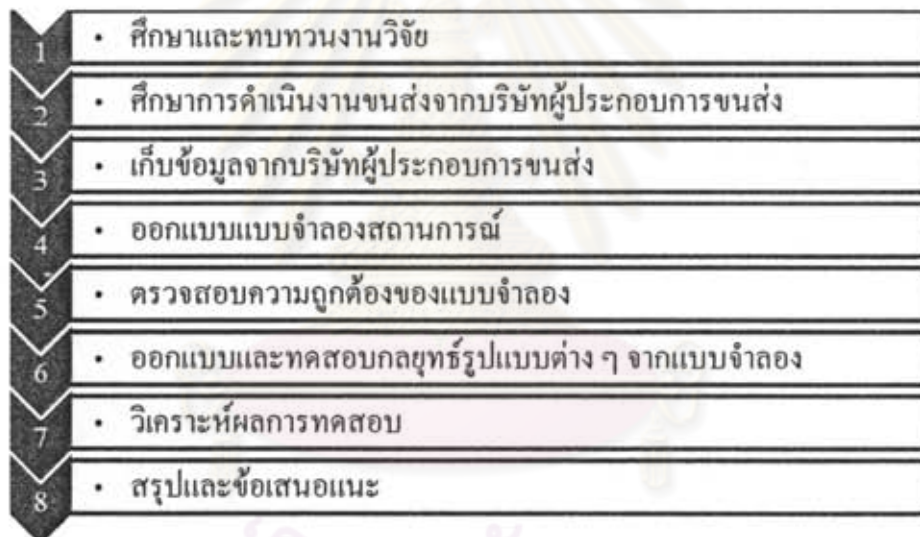 1 • ศึกษาและทบทวนงานวิจัย
2 • ศึกษาการดำเนินงานขนส่งจากบริษัทผู้ประกอบการขนส่ง
3 • เก็บข้อมูลจากบริษัทผู้ประกอบการขนส่ง
4 • ออกแบบแบบจำลองสถานการณ์
5 • ตรวจสอบความถูกต้องของแบบจำลอง
6 • ออกแบบและทดสอบกลยุทธ์รูปแบบต่าง ๆ จากแบบจำลอง
7 • วิเคราะห์ผลการทดสอบ
8 • สรุปและข้อเสนอแนะ